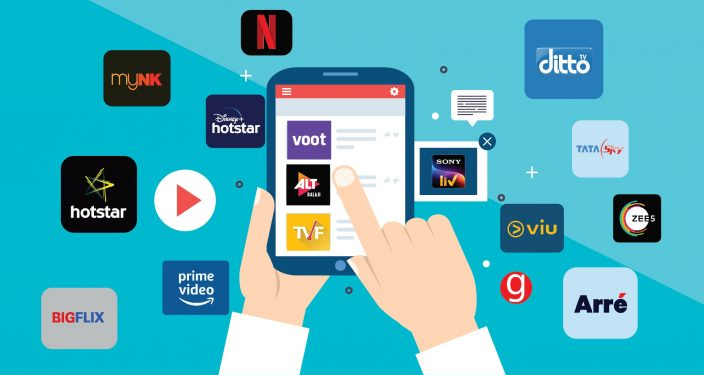 N
myNK
Disney+
hotstar
hotstar
prime
video
BIGFLIX
voot
ALT
BALAJI
TVF
SONY
liv
ditto
TV
TATA
Sky
viu
ZEE5
g
Arré